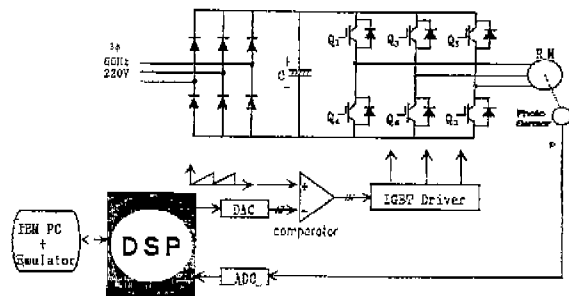 3ϕ
60Hz
220V
C
+
−
Q1
Q3
Q5
Q4
Q6
Q2
R M
Photo
Sensor
P
+
−
comparator
IGBT Driver
DAC
ADC
DSP
IBM PC
+
Emulator